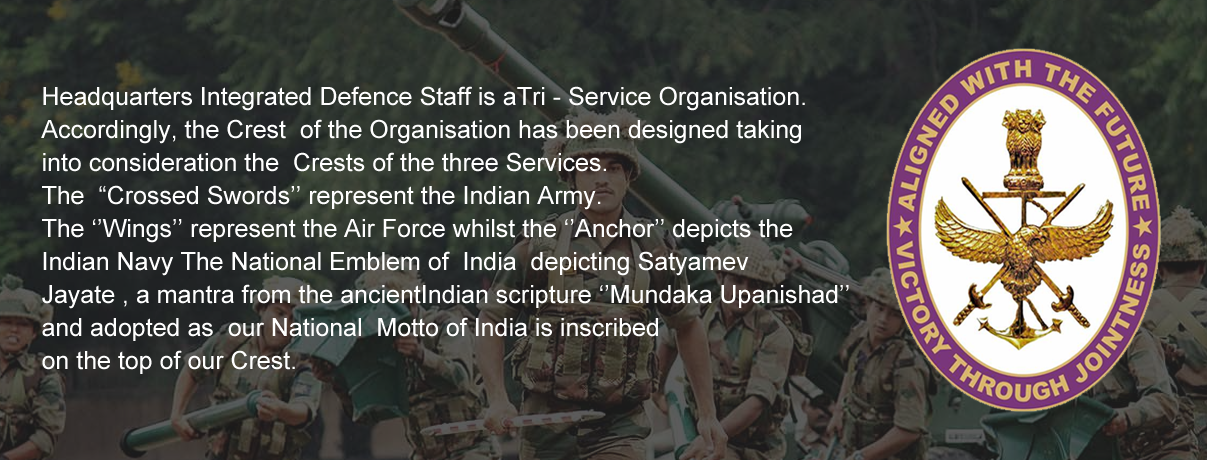 Headquarters Integrated Defence Staff is aTri - Service Organisation.
Accordingly, the Crest  of the Organisation has been designed taking
into consideration the  Crests of the three Services.
The  “Crossed Swords’’ represent the Indian Army.
The ‘’Wings’’ represent the Air Force whilst the ‘’Anchor’’ depicts the
Indian Navy The National Emblem of  India  depicting Satyamev
Jayate , a mantra from the ancientIndian scripture ‘’Mundaka Upanishad’’
and adopted as  our National  Motto of India is inscribed
on the top of our Crest.
★ ALIGNED WITH THE FUTURE ★
VICTORY THROUGH JOINTNESS